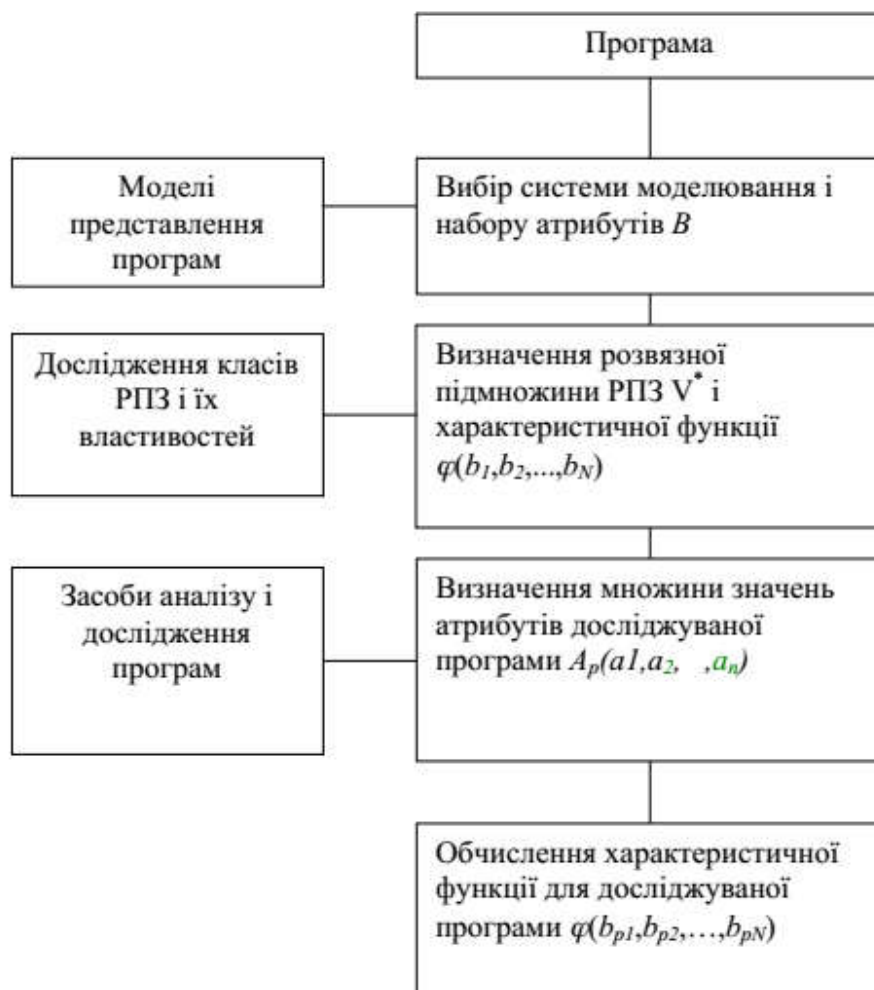 Програма
Моделі
представлення
програм
Вибір системи моделювання і
набору атрибутів B
Дослідження класів
РПЗ і їх
властивостей
Визначення розвязної
підмножини РПЗ V* і
характеристичної функції
φ(b1,b2,...,bN)
Засоби аналізу і
дослідження
програм
Визначення множини значень
атрибутів досліджуваної
програми Ap(a1,a2, ,an)
Обчислення характеристичної
функції для досліджуваної
програми φ(bp1,bp2,…,bpN)